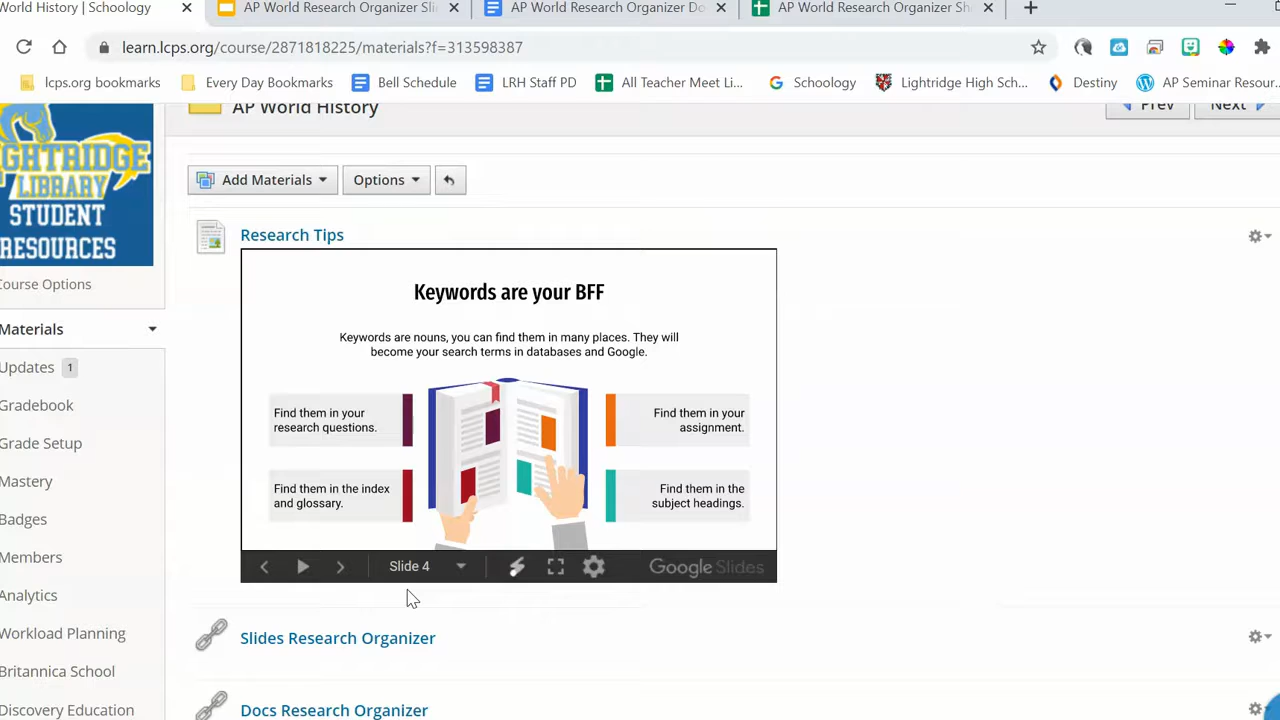 World History | Schoology
AP World Research Organizer Sli
AP World Research Organizer Do
AP World Research Organizer Sh
learn.lcps.org/course/2871818225/materials?f=313598387
lcps.org bookmarks
Every Day Bookmarks
Bell Schedule
LRH Staff PD
All Teacher Meet Li...
Schoology
Lightridge High Sch...
Destiny
AP Seminar Resour...
AP World History
Prev
Next
GHTRIDGE
LIBRARY
STUDENT
RESOURCES
Course Options
Materials
Updates 1
Gradebook
Grade Setup
Mastery
Badges
Members
Analytics
Workload Planning
Britannica School
Discovery Education
Add Materials
Options
Research Tips
Keywords are your BFF
Keywords are nouns, you can find them in many places. They will
become your search terms in databases and Google.
Find them in your
research questions.
Find them in your
assignment.
Find them in the index
and glossary.
Find them in the
subject headings.
Slide 4
Google Slides
Slides Research Organizer
Docs Research Organizer